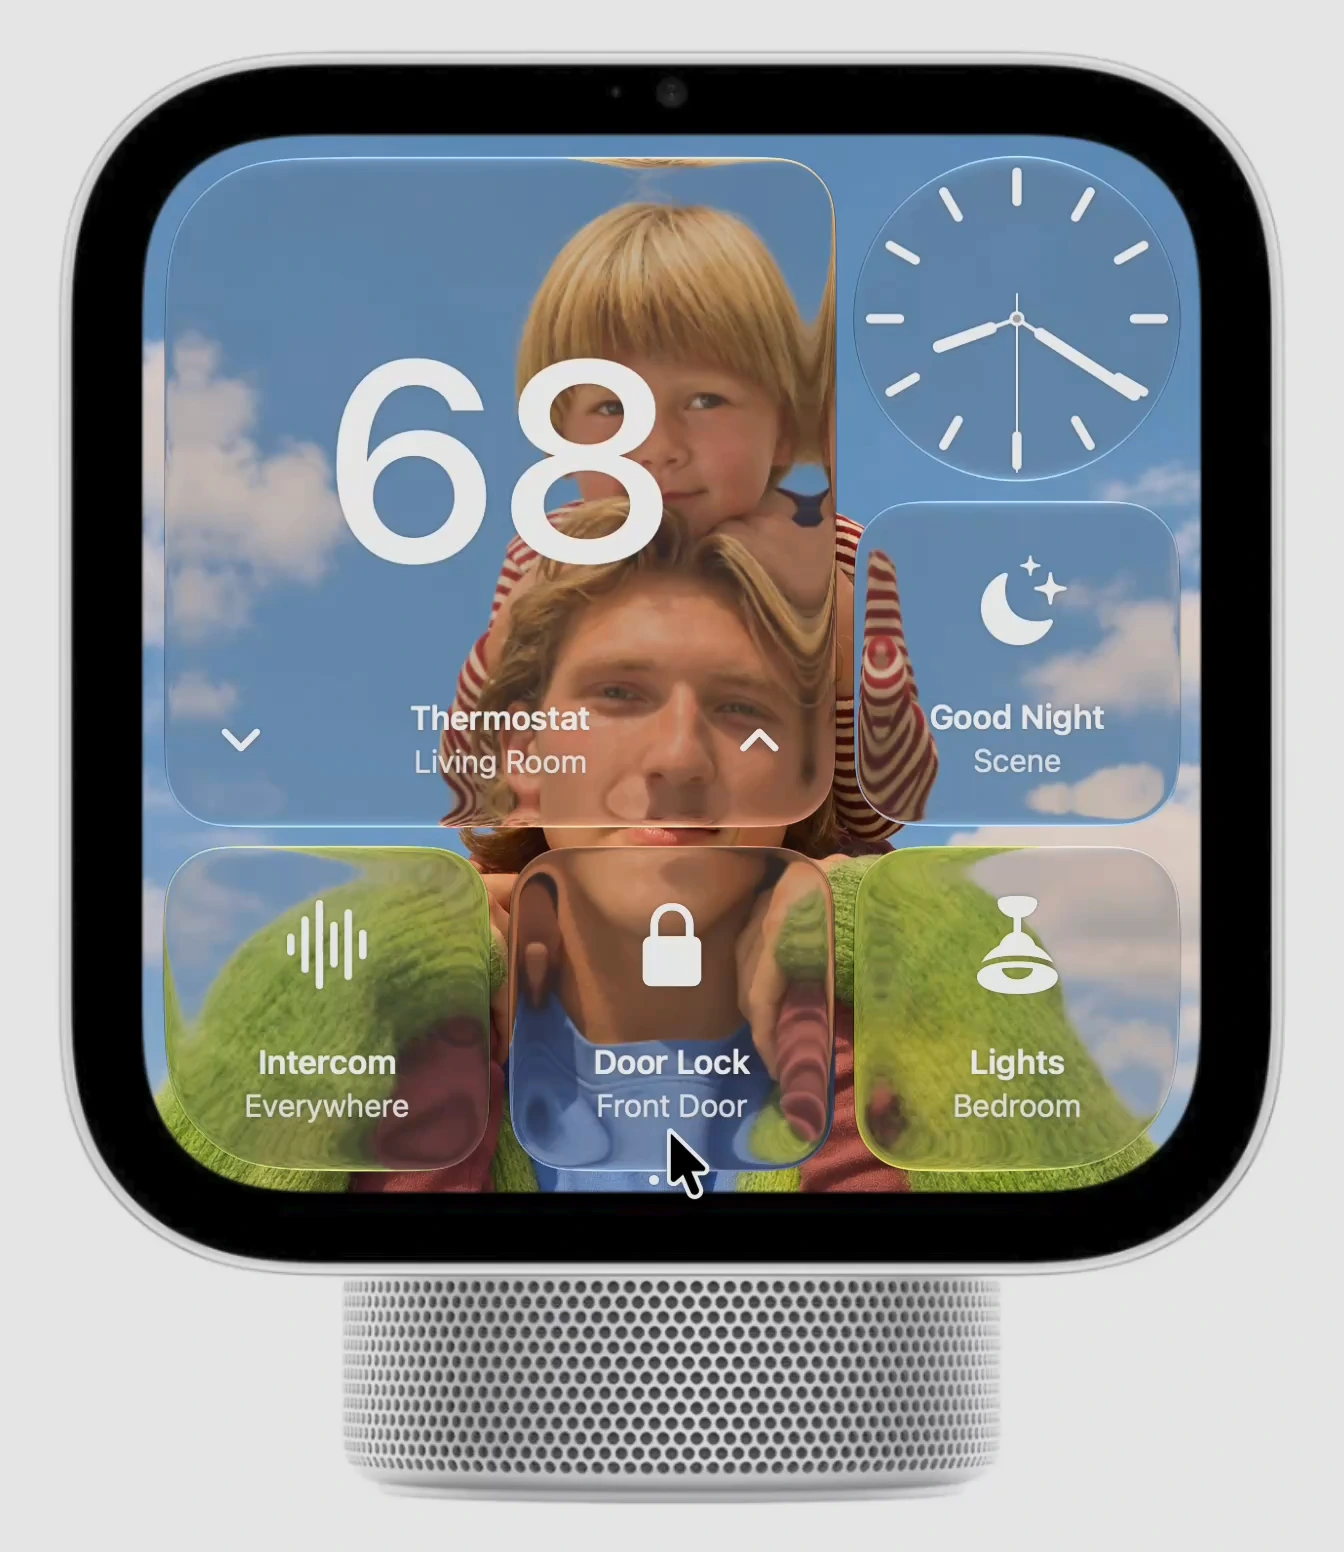 68
Thermostat
Living Room
Good Night
Scene
Intercom
Everywhere
Door Lock
Front Door
Lights
Bedroom